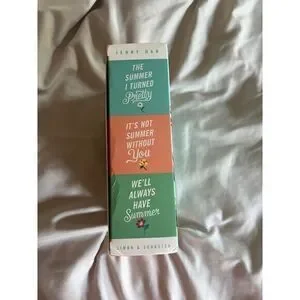 JENNY HAN
THE
SUMMER
I TURNED
Pretty
IT'S NOT
SUMMER
WITHOUT
You
WE'LL
ALWAYS
HAVE
Summer
SIMON & SCHUSTER